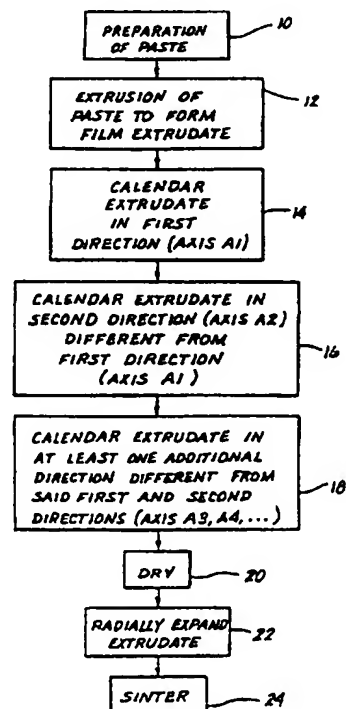 PREPARATION
OF PASTE
10
EXTRUSION OF
PASTE TO FORM
FILM EXTRUDATE
12
CALENDAR
EXTRUDATE
IN FIRST
DIRECTION (AXIS A1)
14
CALENDAR EXTRUDATE IN
SECOND DIRECTION (AXIS A2)
DIFFERENT FROM
FIRST DIRECTION
(AXIS A1)
16
CALENDAR EXTRUDATE IN
AT LEAST ONE ADDITIONAL
DIRECTION DIFFERENT FROM
SAID FIRST AND SECOND
DIRECTIONS (AXIS A3, A4, ...)
18
DRY
20
RADIALLY EXPAND
EXTRUDATE
22
SINTER
24